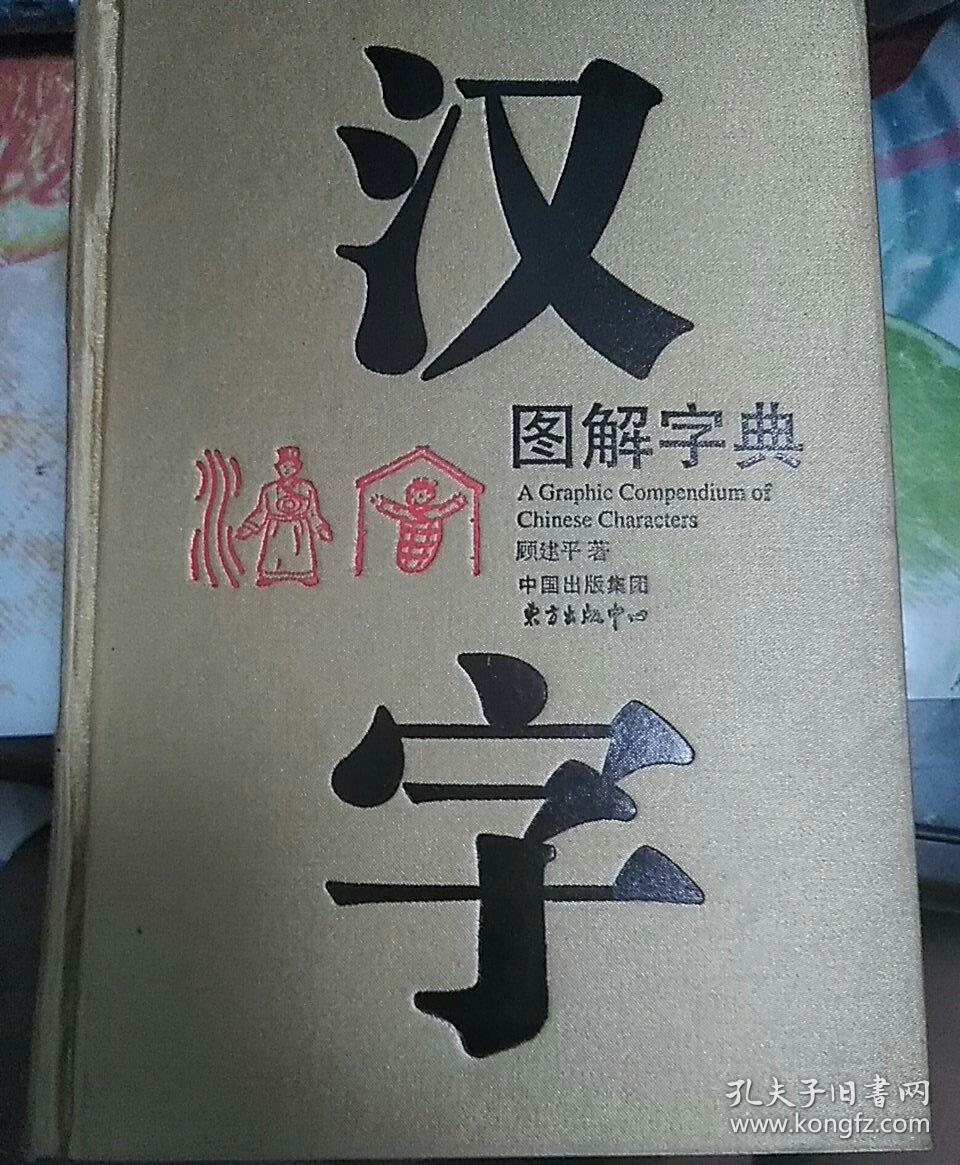 汉
图解字典
A Graphic Compendium of
Chinese Characters
顾建平 著
中国出版集团
东方出版中心
字
孔夫子旧书网
www.kongfz.com